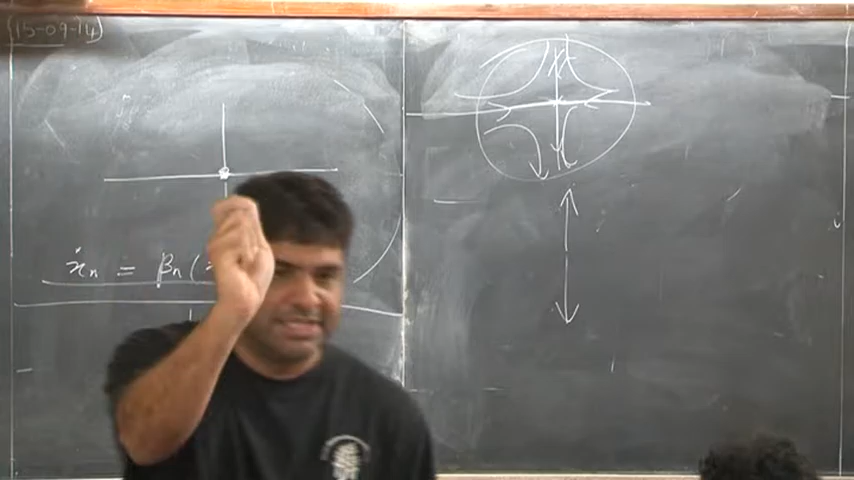 (15-09-14)
ẋₙ = βₙ(